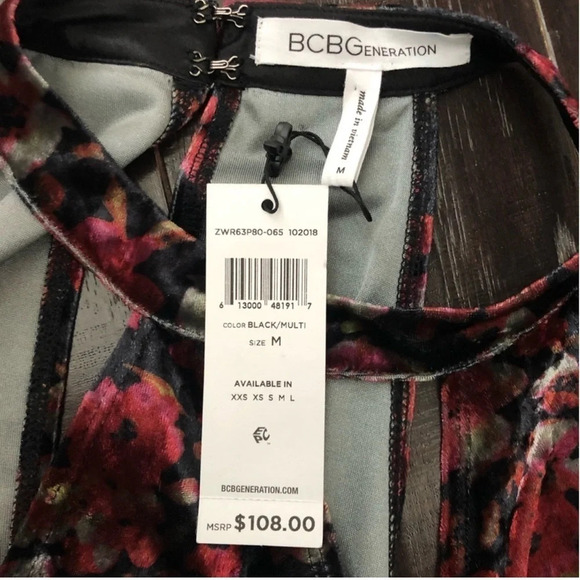 BCBGENERATION
made in vietnam
M
ZWR63P80-065 102018
6 13000 48191 7
COLOR BLACK/MULTI
SIZE M
AVAILABLE IN
XXS XS S M L
BCBGENERATION.COM
MSRP $108.00